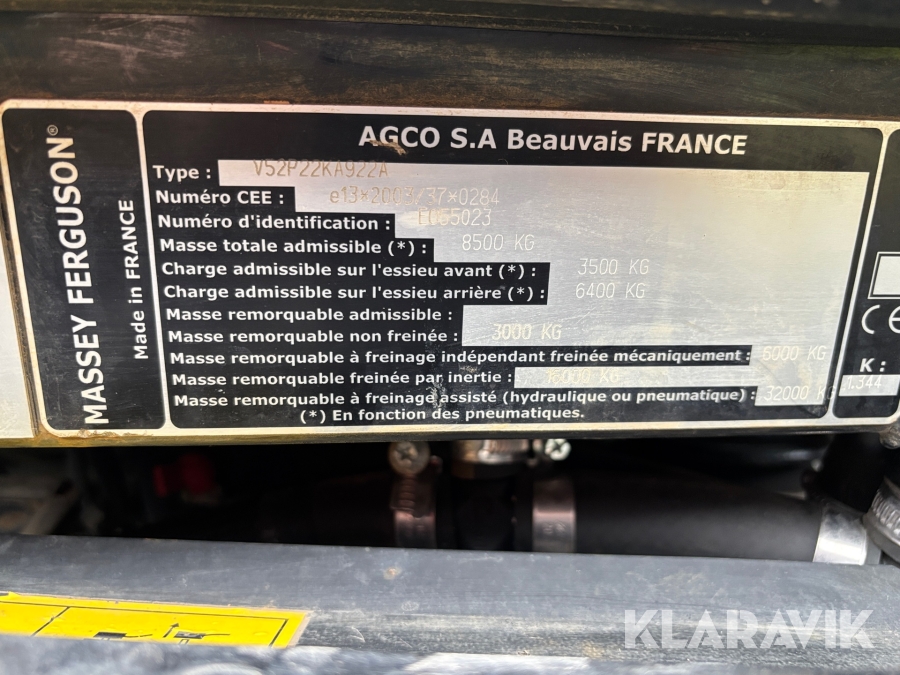 MASSEY FERGUSON®
Made in FRANCE
AGCO S.A Beauvais FRANCE
Type : V52P22KA922A
Numéro CEE : e13*2003/37*0284
Numéro d'identification :
Masse totale admissible (*) : 8500 KG
Charge admissible sur l'essieu avant (*) : 3500 KG
Charge admissible sur l'essieu arrière (*) : 6400 KG
Masse remorquable admissible :
Masse remorquable non freinée : 3000 KG
Masse remorquable à freinage indépendant freinée mécaniquement : 6000 KG
Masse remorquable freinée par inertie : KG
Masse remorquable à freinage assisté (hydraulique ou pneumatique) : 32000 KG
(*) En fonction des pneumatiques.
CE
K :
1.344
KLARAVIK